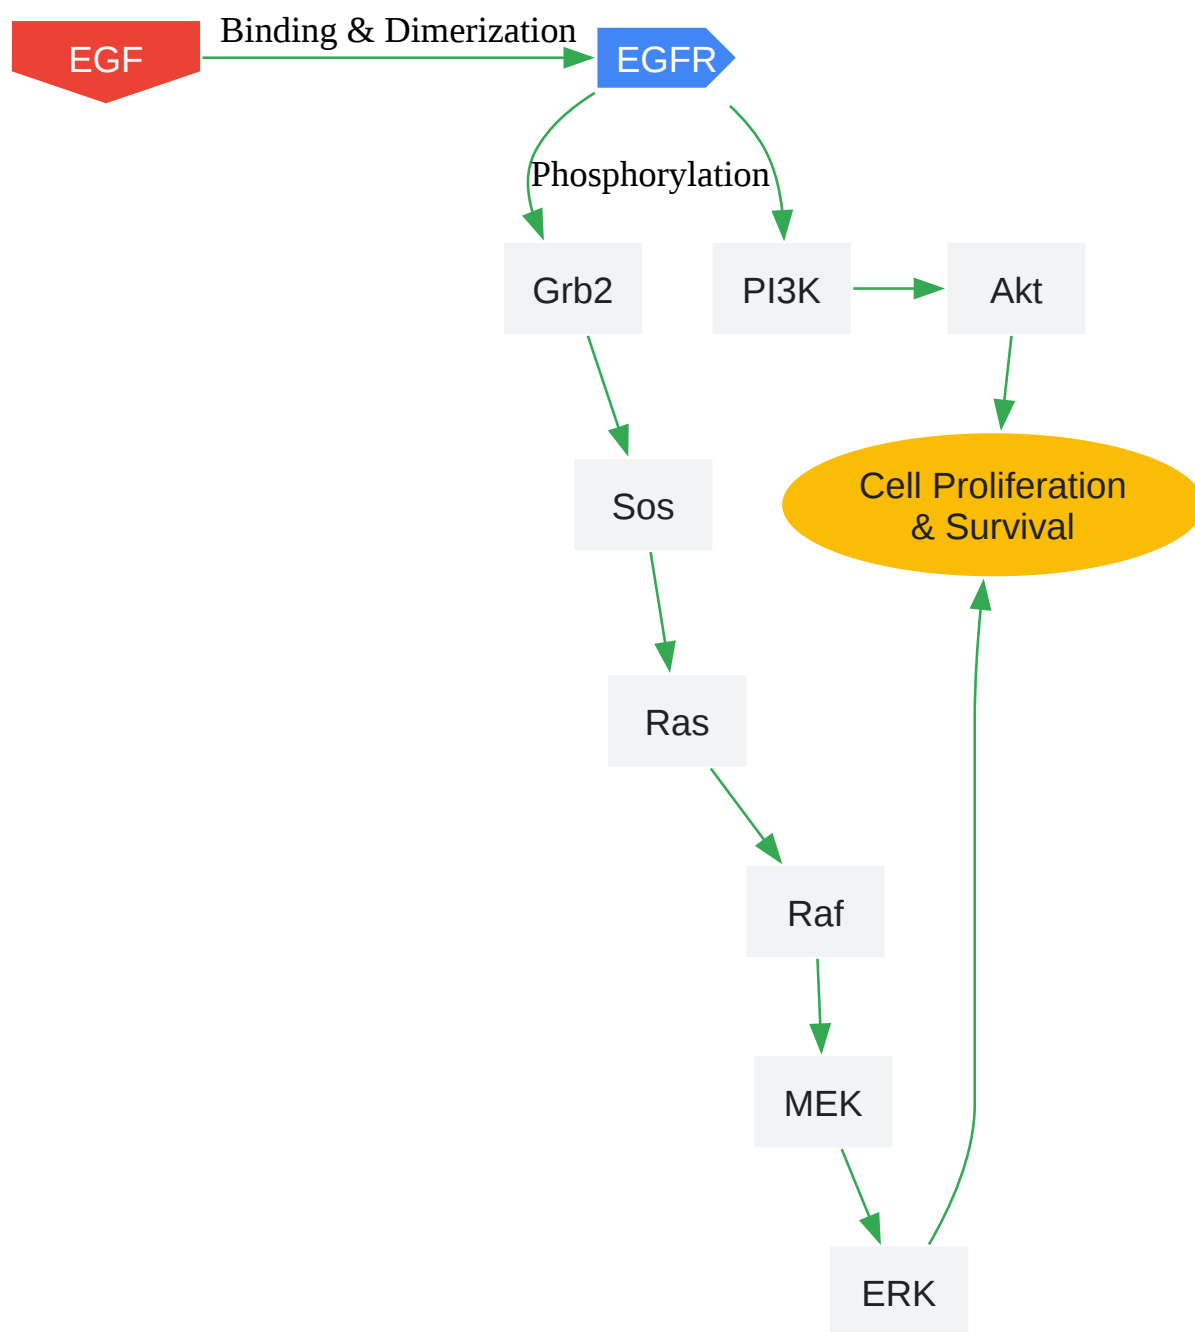 Binding & Dimerization
EGF
EGFR
Phosphorylation
Grb2
PI3K
Akt
Cell Proliferation
& Survival
Sos
Ras
Raf
MEK
ERK